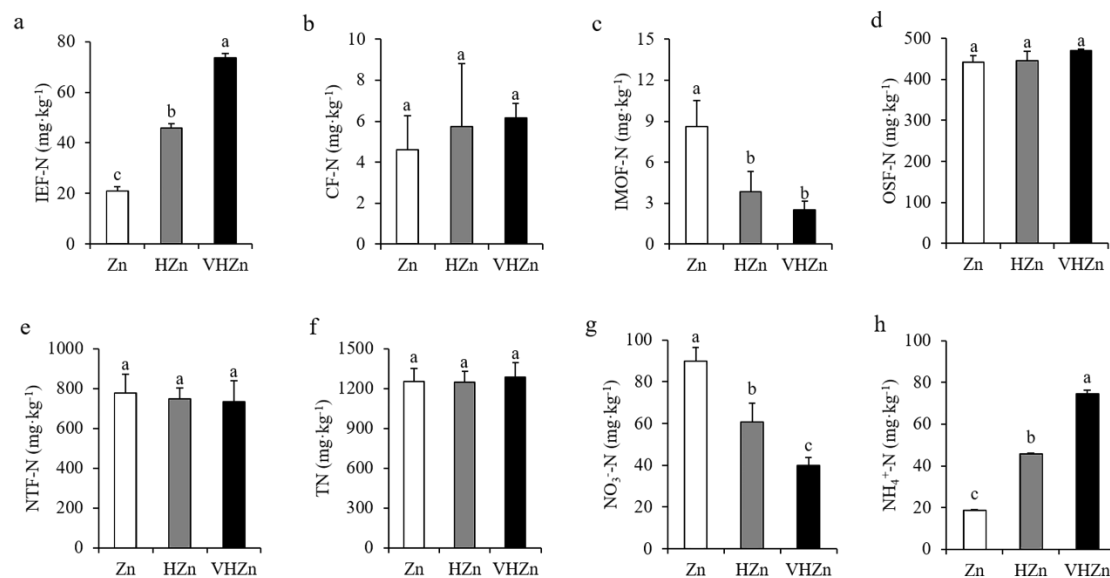 a
IEF-N (mg·kg⁻¹)
80
60
40
20
0
c
b
a
Zn HZn VHZn
b
CF-N (mg·kg⁻¹)
10
8
6
4
2
0
a
a
a
Zn HZn VHZn
c
IMOF-N (mg·kg⁻¹)
15
12
9
6
3
0
a
b
b
Zn HZn VHZn
d
OSF-N (mg·kg⁻¹)
500
400
300
200
100
0
a
a
a
Zn HZn VHZn
e
NTF-N (mg·kg⁻¹)
1000
800
600
400
200
0
a
a
a
Zn HZn VHZn
f
TN (mg·kg⁻¹)
1500
1200
900
600
300
0
a
a
a
Zn HZn VHZn
g
NO₃⁻-N (mg·kg⁻¹)
100
80
60
40
20
0
a
b
c
Zn HZn VHZn
h
NH₄⁺-N (mg·kg⁻¹)
100
80
60
40
20
0
c
b
a
Zn HZn VHZn